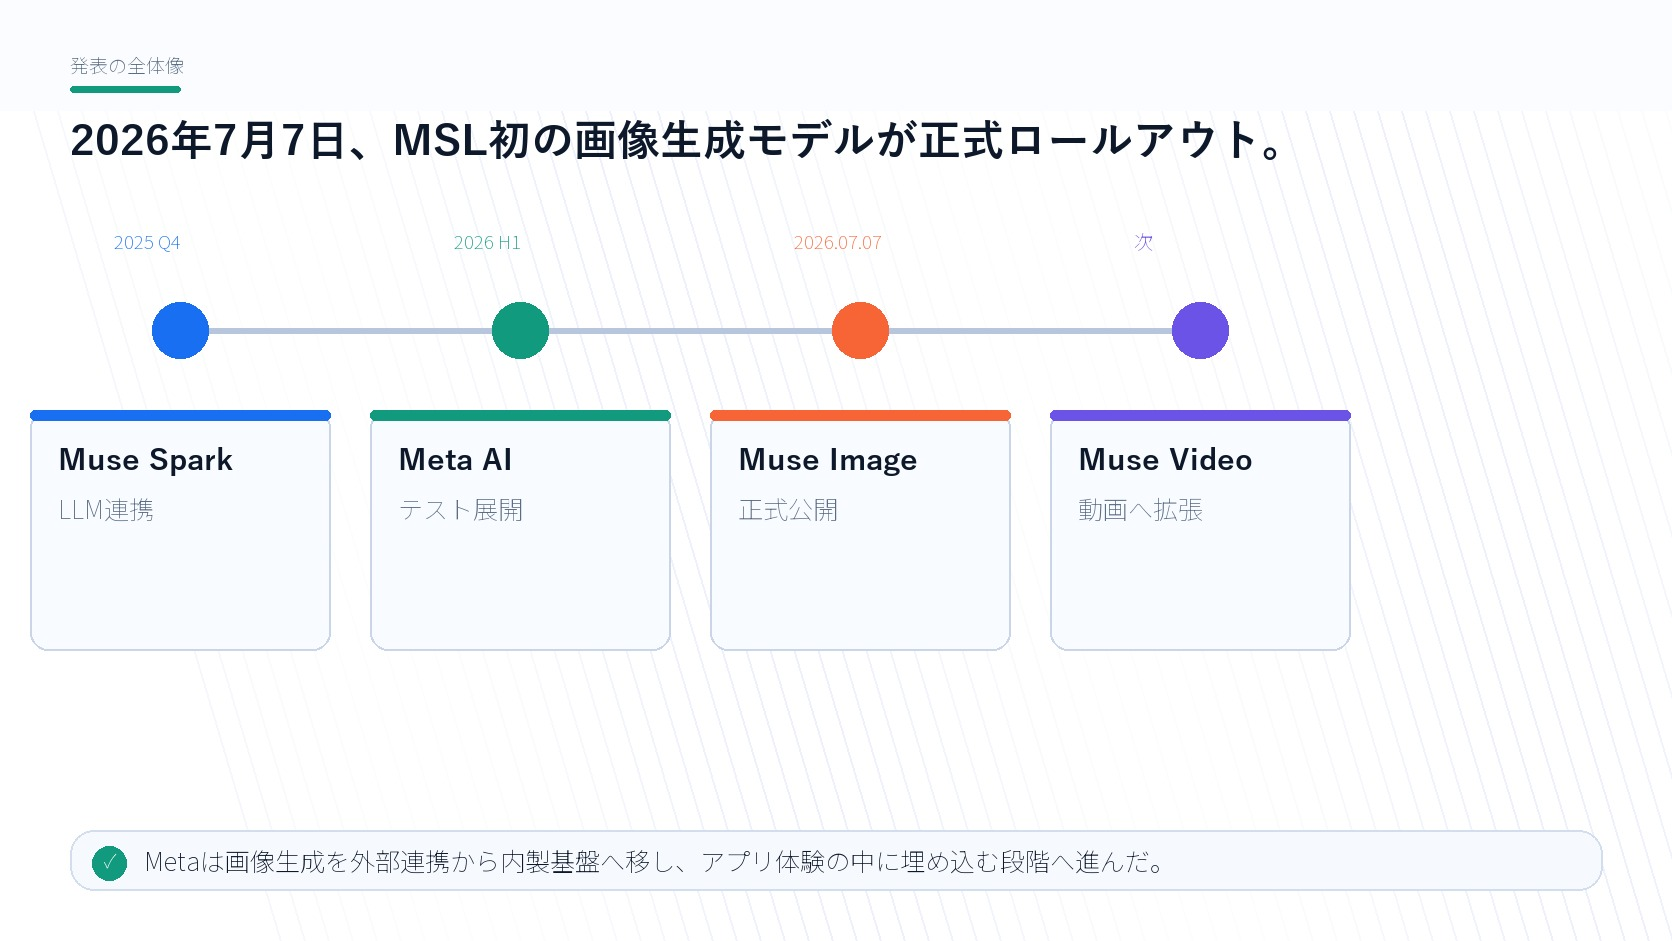 発表の全体像
2026年7月7日、MSL初の画像生成モデルが正式ロールアウト。
2025 Q4
2026 H1
2026.07.07
次
Muse Spark
LLM連携
Meta AI
テスト展開
Muse Image
正式公開
Muse Video
動画へ拡張
✓ Metaは画像生成を外部連携から内製基盤へ移し、アプリ体験の中に埋め込む段階へ進んだ。